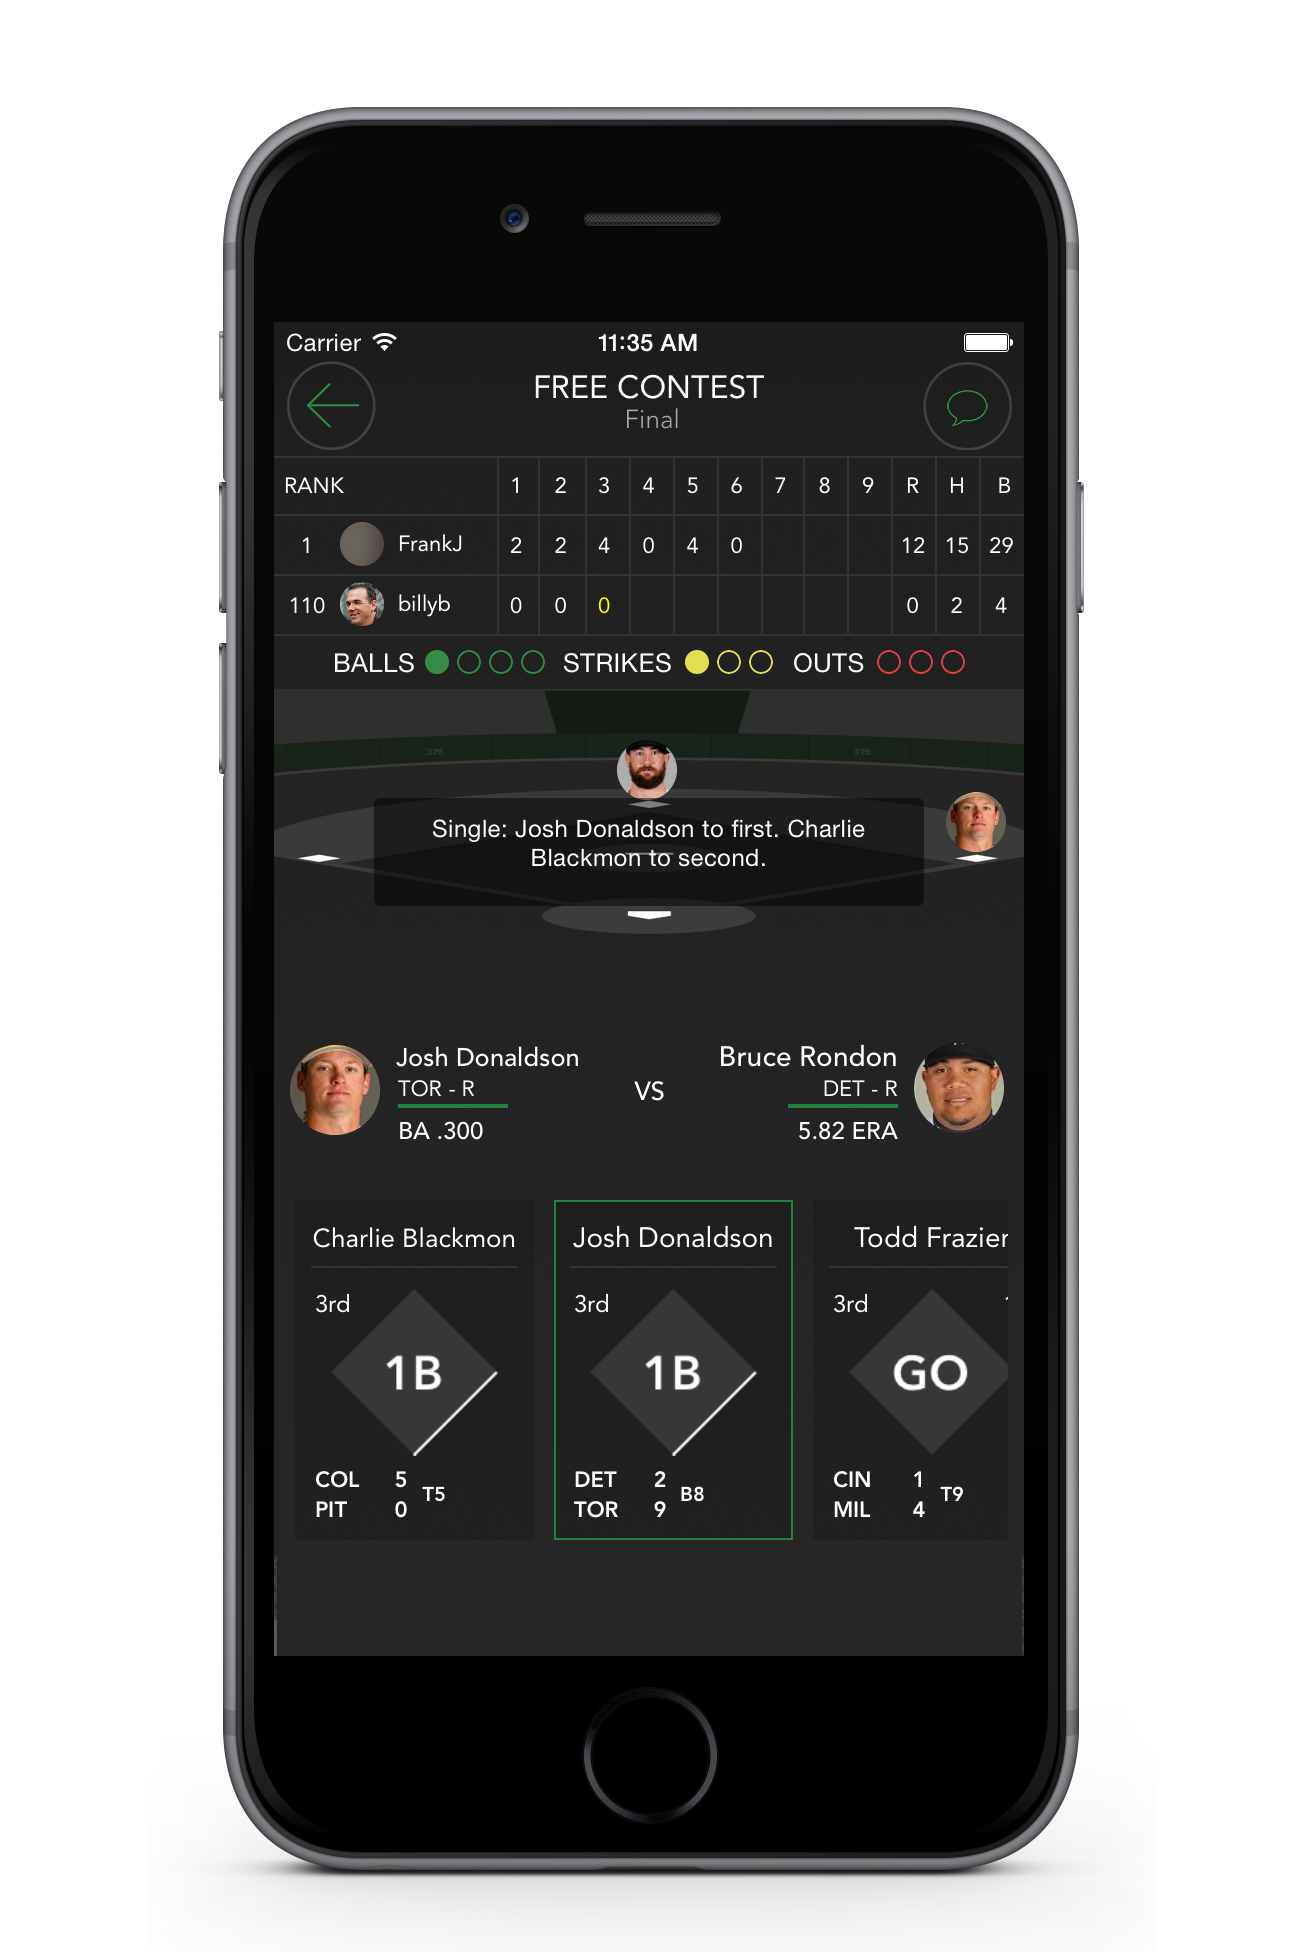 Carrier 11:35 AM
FREE CONTEST
Final
RANK 1 2 3 4 5 6 7 8 9 R H B
1 FrankJ 2 2 4 0 4 0 12 15 29
110 billyb 0 0 0 0 2 4
BALLS STRIKES OUTS
375 375
Single: Josh Donaldson to first. Charlie
Blackmon to second.
Josh Donaldson
TOR - R
BA .300
VS
Bruce Rondon
DET - R
5.82 ERA
Charlie Blackmon
3rd
1B
COL 5
PIT 0
T5
Josh Donaldson
3rd
1B
DET 2
TOR 9
B8
Todd Frazier
3rd
GO
CIN 1
MIL 4
T9